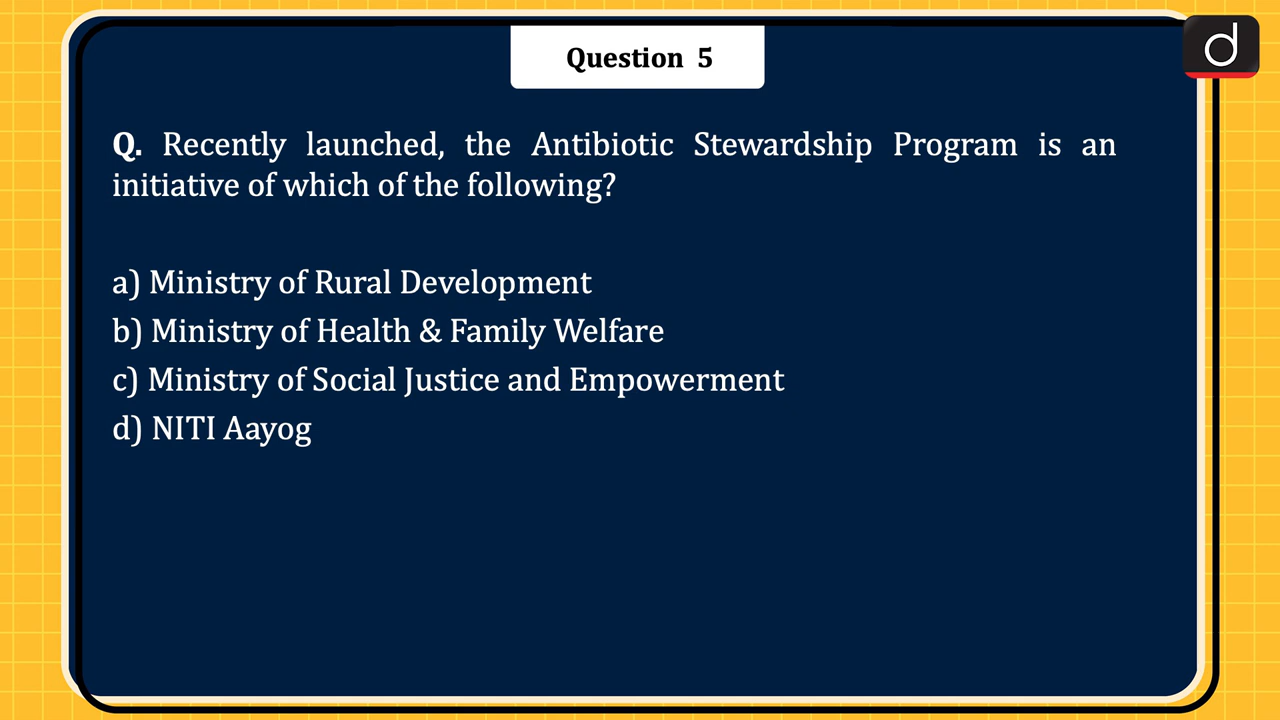 Question 5
d
Q. Recently launched, the Antibiotic Stewardship Program is an
initiative of which of the following?
a) Ministry of Rural Development
b) Ministry of Health & Family Welfare
c) Ministry of Social Justice and Empowerment
d) NITI Aayog